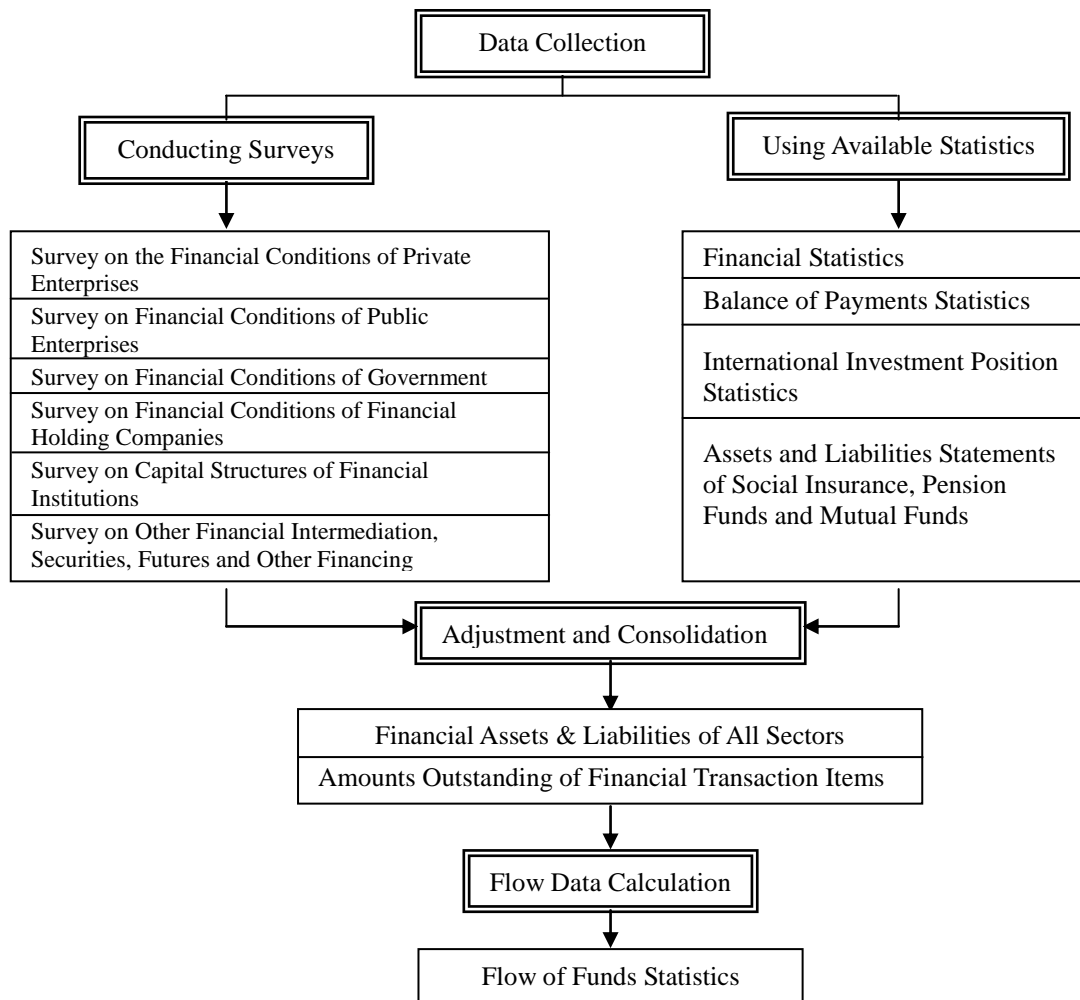 Data Collection
Conducting Surveys
Using Available Statistics
Survey on the Financial Conditions of Private
Enterprises
Survey on Financial Conditions of Public
Enterprises
Survey on Financial Conditions of Government
Survey on Financial Conditions of Financial
Holding Companies
Survey on Capital Structures of Financial
Institutions
Survey on Other Financial Intermediation,
Securities, Futures and Other Financing
Financial Statistics
Balance of Payments Statistics
International Investment Position
Statistics
Assets and Liabilities Statements
of Social Insurance, Pension
Funds and Mutual Funds
Adjustment and Consolidation
Financial Assets & Liabilities of All Sectors
Amounts Outstanding of Financial Transaction Items
Flow Data Calculation
Flow of Funds Statistics